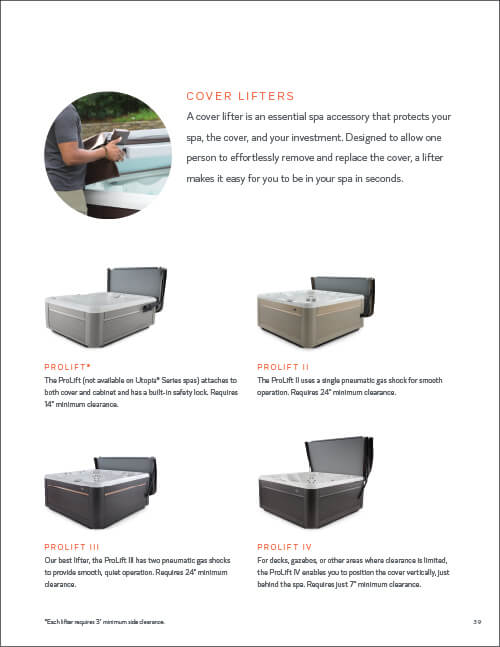 COVER LIFTERS
A cover lifter is an essential spa accessory that protects your
spa, the cover, and your investment. Designed to allow one
person to effortlessly remove and replace the cover, a lifter
makes it easy for you to be in your spa in seconds.
PROLIFT*
The ProLift (not available on Utopia® Series spas) attaches to
both cover and cabinet and has a built-in safety lock. Requires
14" minimum clearance.
PROLIFT II
The ProLift II uses a single pneumatic gas shock for smooth
operation. Requires 24" minimum clearance.
PROLIFT III
Our best lifter, the ProLift III has two pneumatic gas shocks
to provide smooth, quiet operation. Requires 24" minimum
clearance.
PROLIFT IV
For decks, gazebos, or other areas where clearance is limited,
the ProLift IV enables you to position the cover vertically, just
behind the spa. Requires just 7" minimum clearance.
*Each lifter requires 3" minimum side clearance.
39